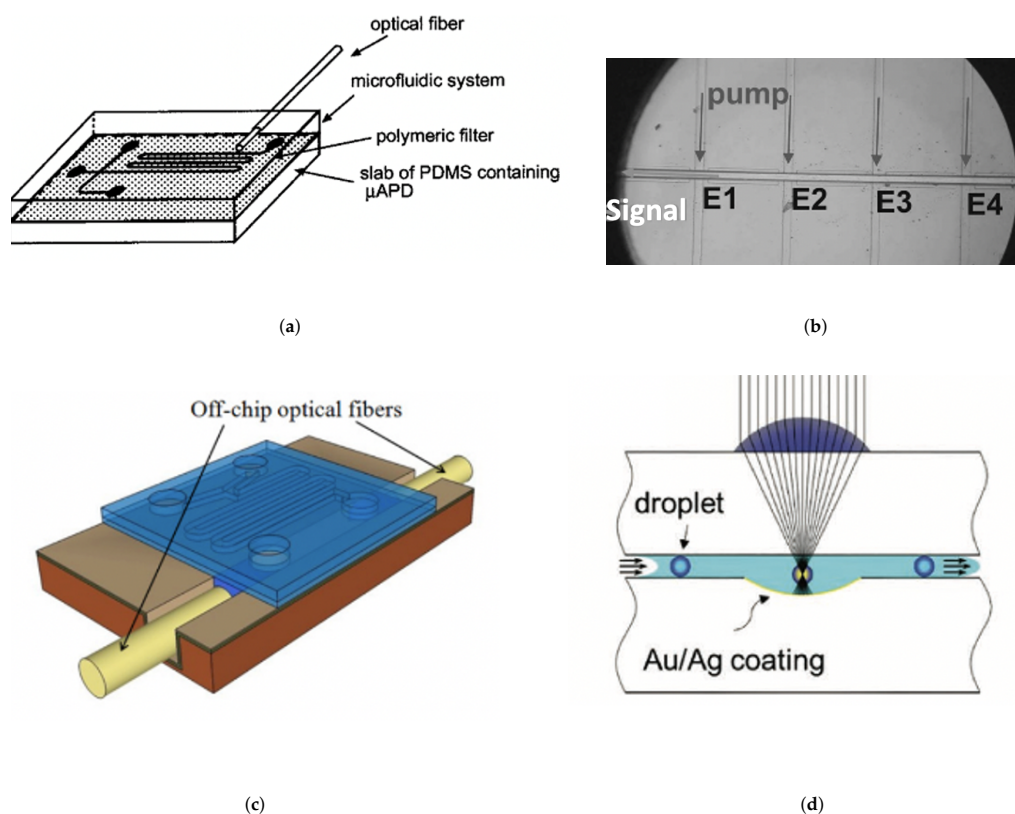 optical fiber
microfluidic system
polymeric filter
slab of PDMS containing
μAPD
(a)
pump
E1 E2 E3 E4
Signal
(b)
Off-chip optical fibers
(c)
droplet
Au/Ag coating
(d)